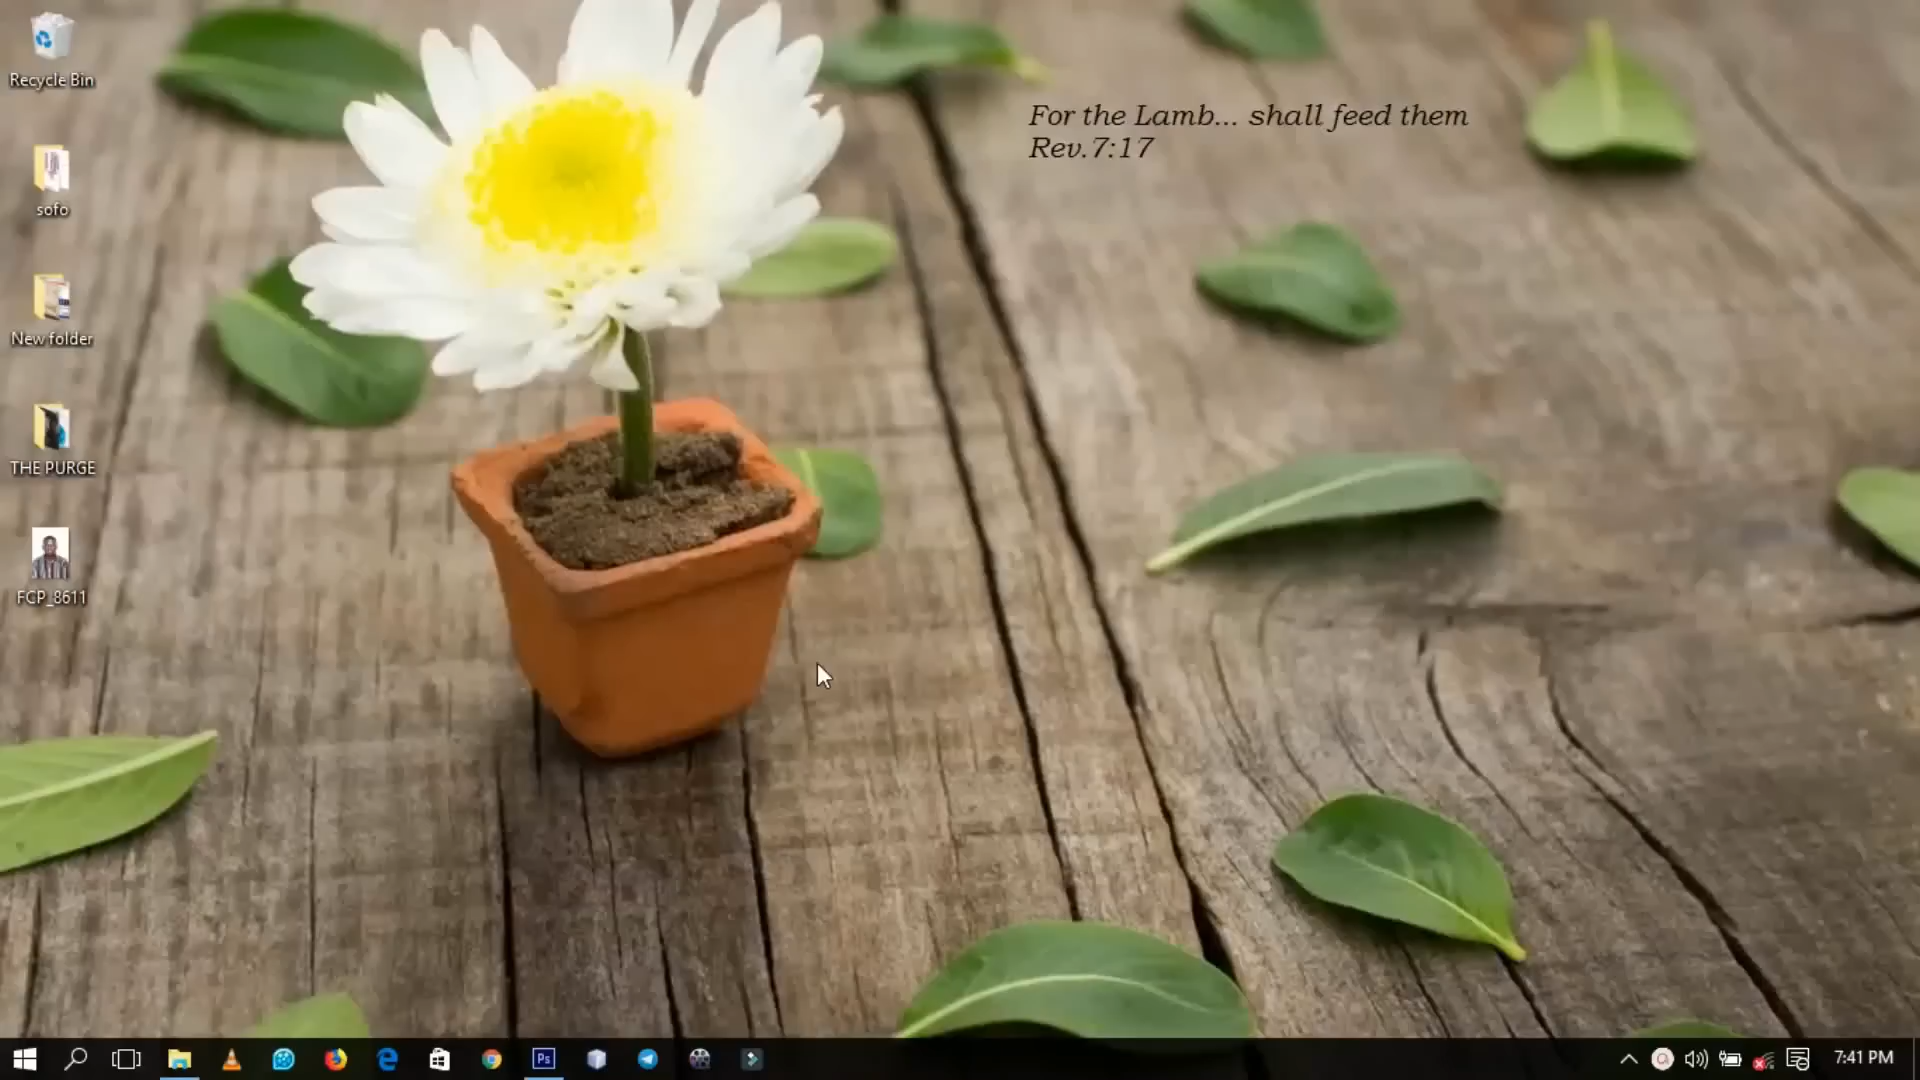 Recycle Bin
For the Lamb... shall feed them
Rev.7:17
sofo
New folder
THE PURGE
FCP_8611
Ps
7:41 PM